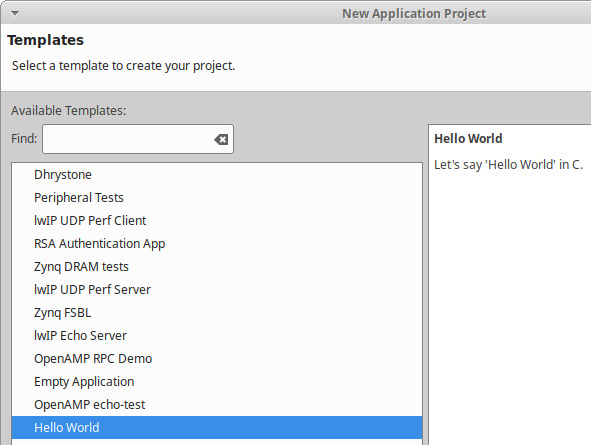 New Application Project
Templates
Select a template to create your project.
Available Templates:
Find:
Dhrystone
Peripheral Tests
lwIP UDP Perf Client
RSA Authentication App
Zynq DRAM tests
lwIP UDP Perf Server
Zynq FSBL
lwIP Echo Server
OpenAMP RPC Demo
Empty Application
OpenAMP echo-test
Hello World
Hello World
Let's say 'Hello World' in C.